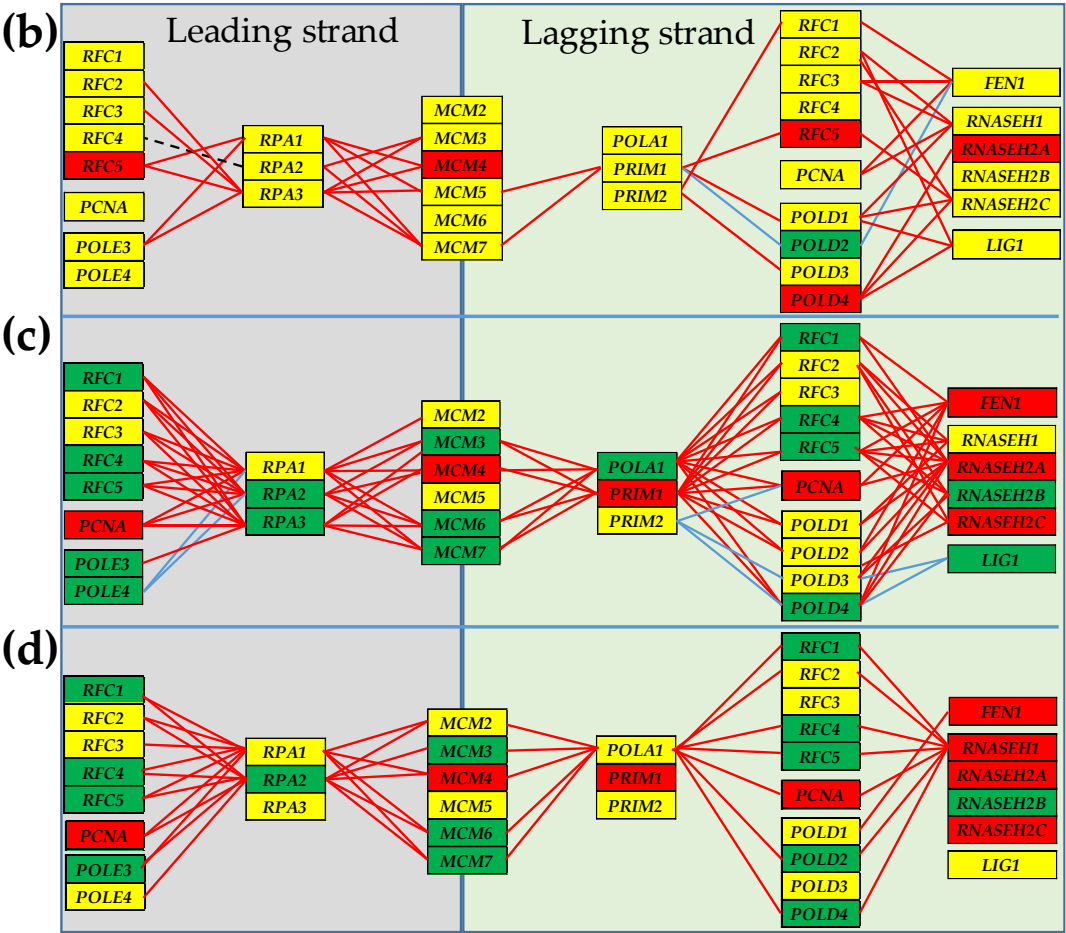 (b)
Leading strand
Lagging strand
RFC1
RFC2
RFC3
RFC4
RFC5
PCNA
POLE3
POLE4
RPA1
RPA2
RPA3
MCM2
MCM3
MCM4
MCM5
MCM6
MCM7
POLA1
PRIM1
PRIM2
RFC1
RFC2
RFC3
RFC4
RFC5
PCNA
POLD1
POLD2
POLD3
POLD4
FEN1
RNASEH1
RNASEH2A
RNASEH2B
RNASEH2C
LIG1
(c)
RFC1
RFC2
RFC3
RFC4
RFC5
PCNA
POLE3
POLE4
RPA1
RPA2
RPA3
MCM2
MCM3
MCM4
MCM5
MCM6
MCM7
POLA1
PRIM1
PRIM2
RFC1
RFC2
RFC3
RFC4
RFC5
PCNA
POLD1
POLD2
POLD3
POLD4
FEN1
RNASEH1
RNASEH2A
RNASEH2B
RNASEH2C
LIG1
(d)
RFC1
RFC2
RFC3
RFC4
RFC5
PCNA
POLE3
POLE4
RPA1
RPA2
RPA3
MCM2
MCM3
MCM4
MCM5
MCM6
MCM7
POLA1
PRIM1
PRIM2
RFC1
RFC2
RFC3
RFC4
RFC5
PCNA
POLD1
POLD2
POLD3
POLD4
FEN1
RNASEH1
RNASEH2A
RNASEH2B
RNASEH2C
LIG1